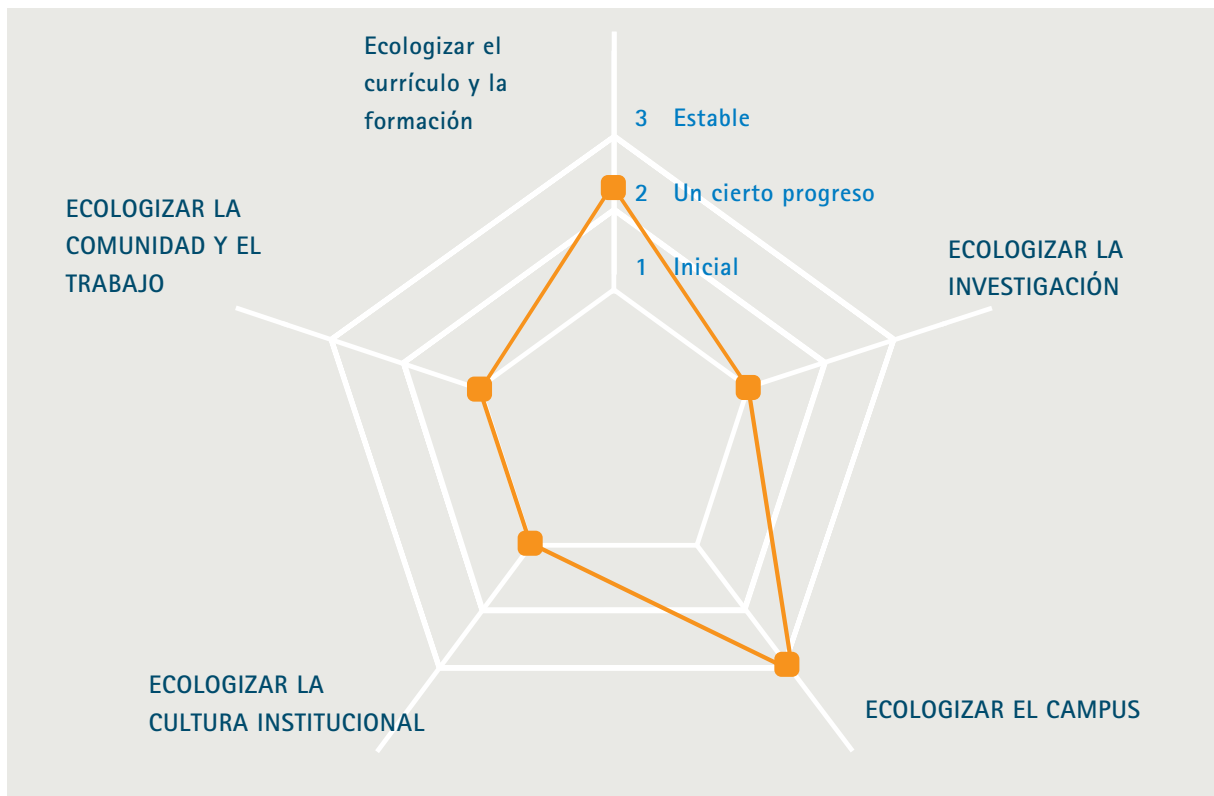 Ecologizar el
currículo y la
formación
3 Estable
2 Un cierto progreso
1 Inicial
ECOLOGIZAR LA
COMUNIDAD Y EL
TRABAJO
ECOLOGIZAR LA
INVESTIGACIÓN
ECOLOGIZAR LA
CULTURA INSTITUCIONAL
ECOLOGIZAR EL CAMPUS